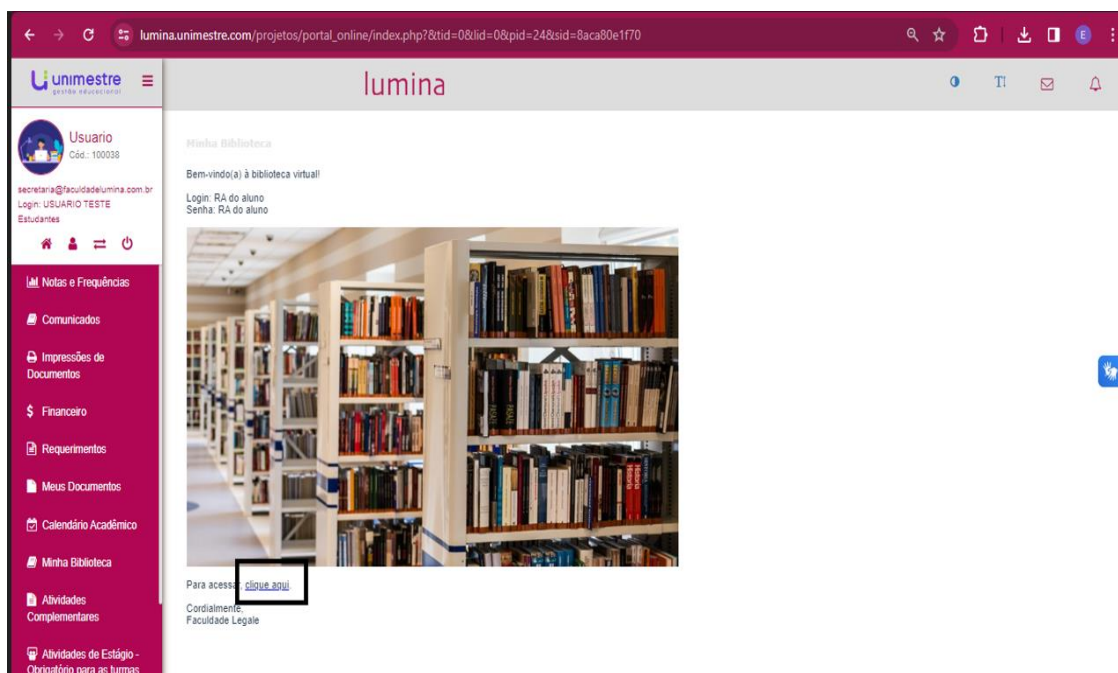 lumina.unimestre.com/projetos/portal_online/index.php?&tid=0&lid=0&pid=24&sid=8aca80e1f70
E
unimestre
gestão educacional
lumina
Usuario
Cód.: 100038
secretaria@faculdadelumina.com.br
Login: USUARIO TESTE
Estudantes
Notas e Frequências
Comunicados
Impressões de
Documentos
Financeiro
Requerimentos
Meus Documentos
Calendário Acadêmico
Minha Biblioteca
Atividades
Complementares
Atividades de Estágio -
Obrigatório para as turmas
Minha Biblioteca
Bem-vindo(a) à biblioteca virtual!
Login: RA do aluno
Senha: RA do aluno
Para acessar, clique aqui.
Cordialmente,
Faculdade Legale